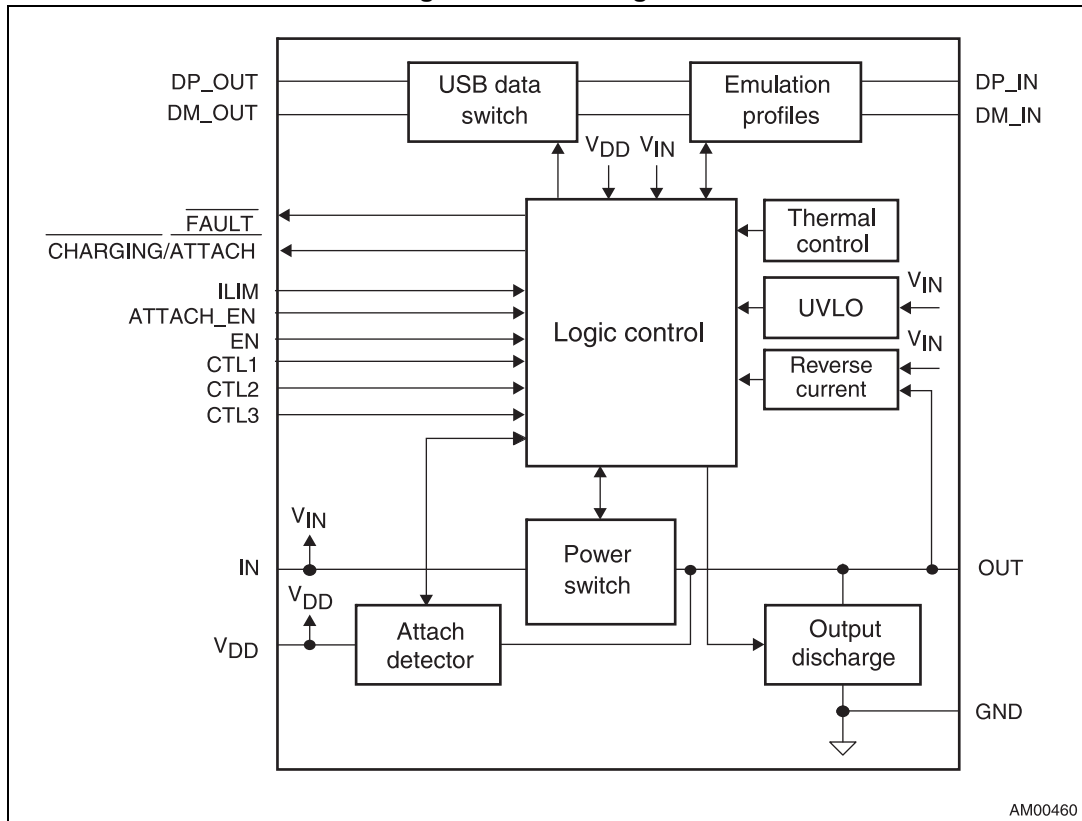 DP_OUT
DM_OUT
USB data
switch
Emulation
profiles
DP_IN
DM_IN
VDD
VIN
FAULT
CHARGING/ATTACH
ILIM
ATTACH_EN
EN
CTL1
CTL2
CTL3
Logic control
Thermal
control
UVLO
VIN
Reverse
current
VIN
VIN
IN
Power
switch
OUT
VDD
VDD
Attach
detector
Output
discharge
GND
AM00460